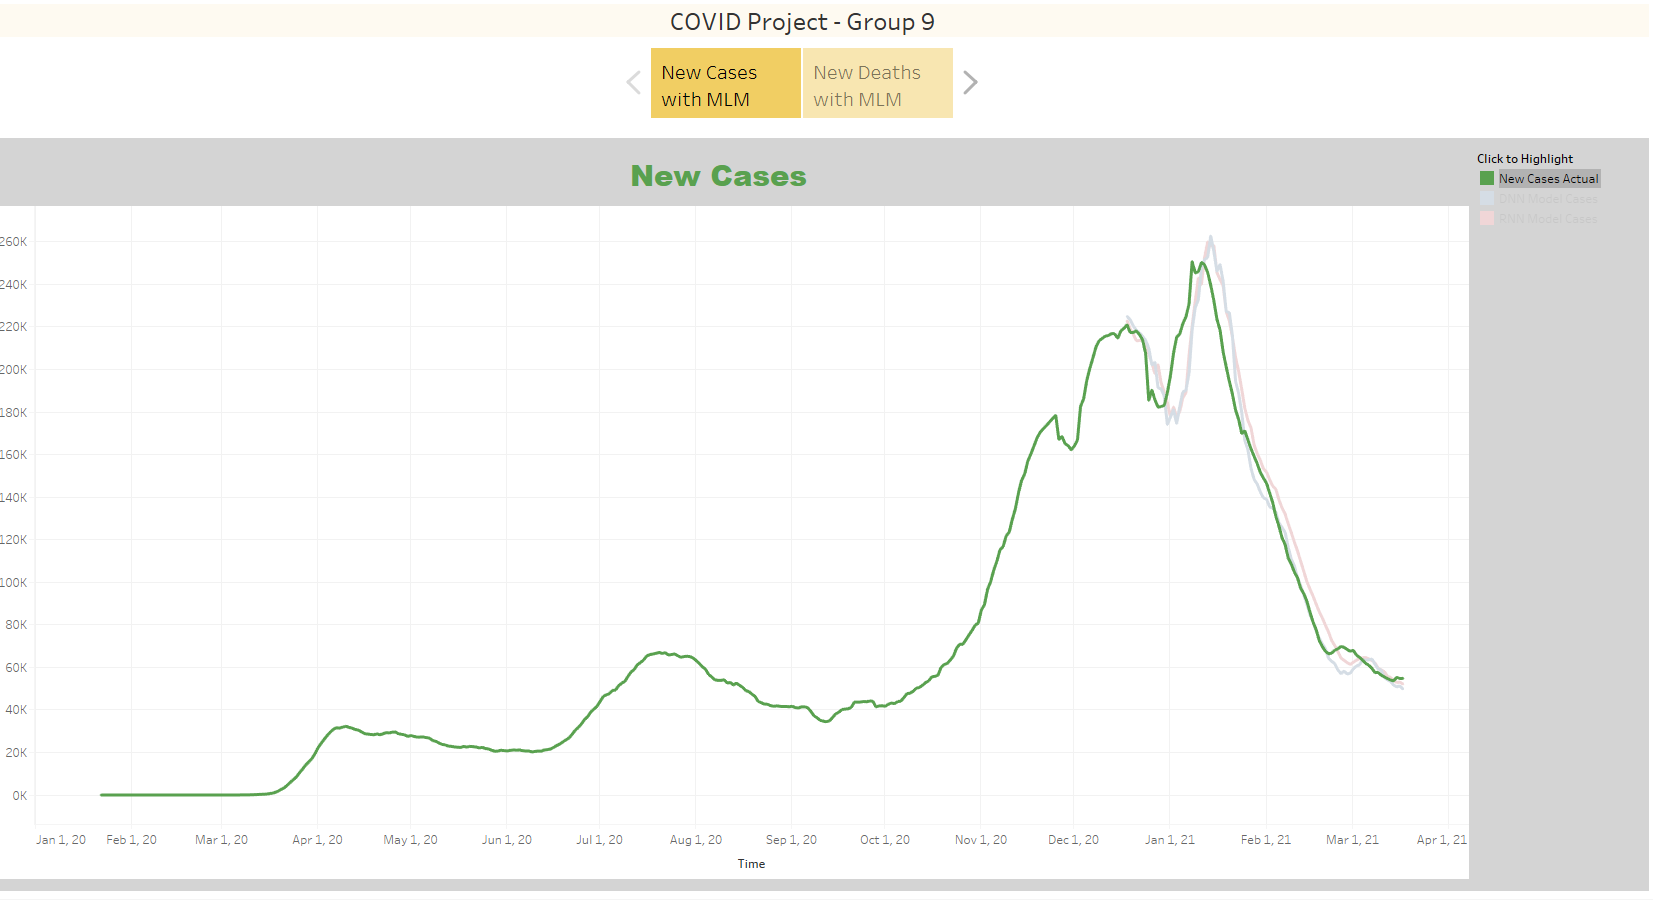 COVID Project - Group 9
New Cases
with MLM
New Deaths
with MLM
New Cases
Click to Highlight
New Cases Actual
DNN Model Cases
RNN Model Cases
260K
240K
220K
200K
180K
160K
140K
120K
100K
80K
60K
40K
20K
0K
Jan 1, 20 Feb 1, 20 Mar 1, 20 Apr 1, 20 May 1, 20 Jun 1, 20 Jul 1, 20 Aug 1, 20 Sep 1, 20 Oct 1, 20 Nov 1, 20 Dec 1, 20 Jan 1, 21 Feb 1, 21 Mar 1, 21 Apr 1, 21
Time